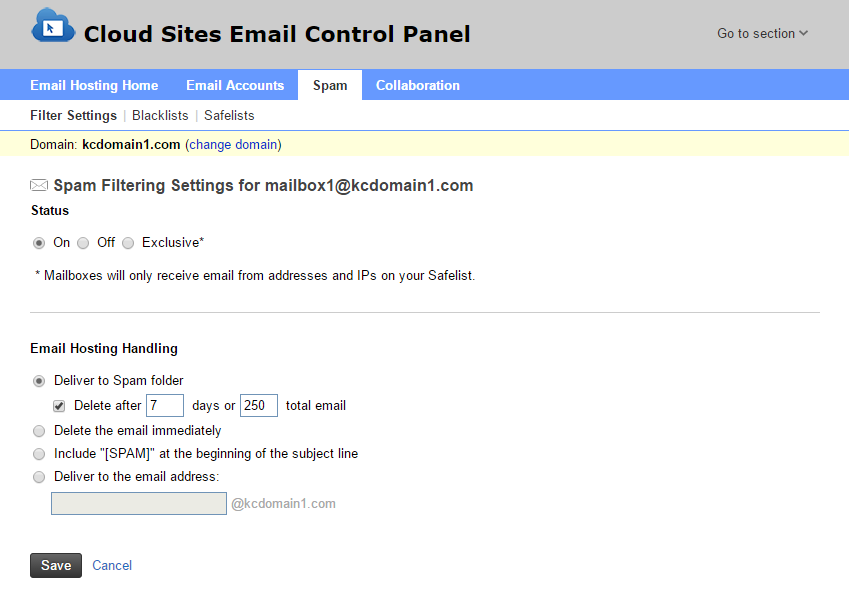 Cloud Sites Email Control Panel
Go to section
Email Hosting Home Email Accounts Spam Collaboration
Filter Settings | Blacklists | Safelists
Domain: kcdomain1.com (change domain)
Spam Filtering Settings for mailbox1@kcdomain1.com
Status
On Off Exclusive*
* Mailboxes will only receive email from addresses and IPs on your Safelist.
Email Hosting Handling
Deliver to Spam folder
Delete after 7 days or 250 total email
Delete the email immediately
Include "[SPAM]" at the beginning of the subject line
Deliver to the email address:
@kcdomain1.com
Save Cancel